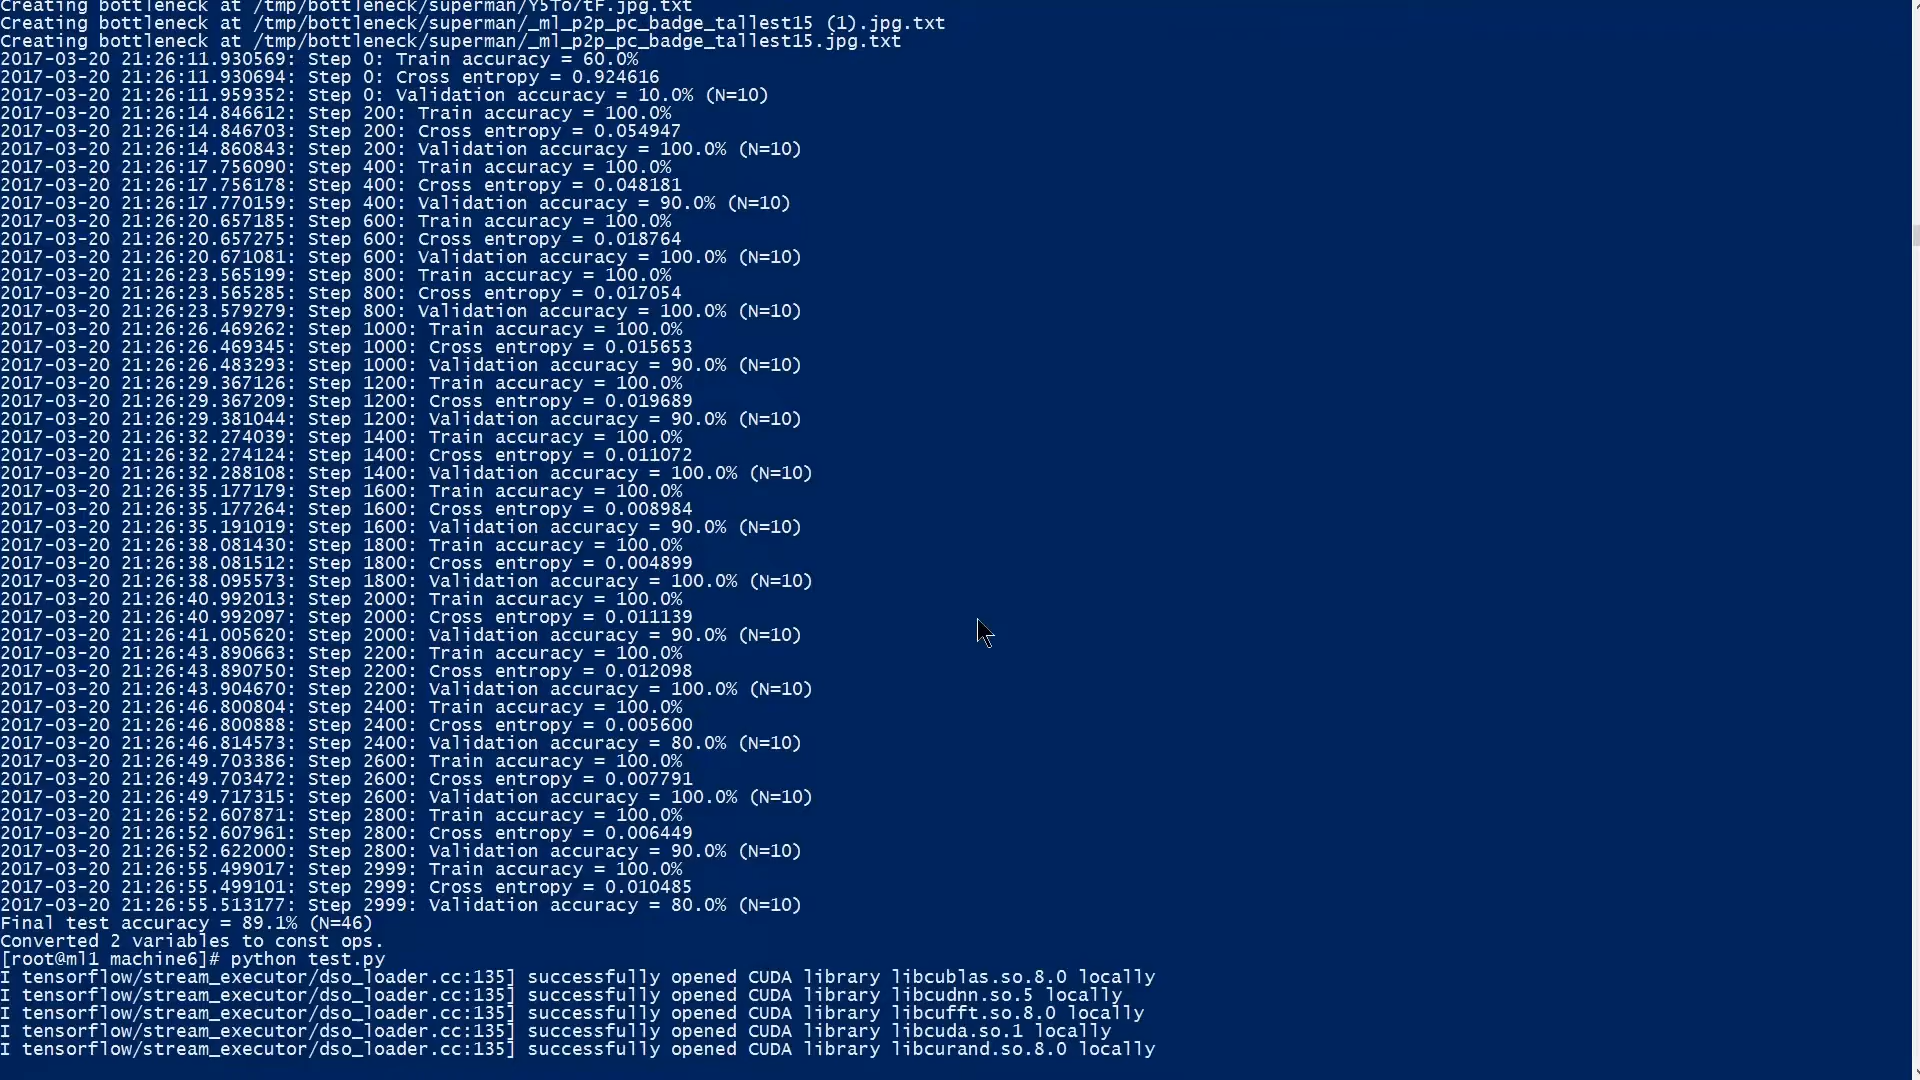 Creating bottleneck at /tmp/bottleneck/superman/Y5To7tF.jpg.txt
Creating bottleneck at /tmp/bottleneck/superman/_ml_p2p_pc_badge_tallest15 (1).jpg.txt
Creating bottleneck at /tmp/bottleneck/superman/_ml_p2p_pc_badge_tallest15.jpg.txt
2017-03-20 21:26:11.930569: Step 0: Train accuracy = 60.0%
2017-03-20 21:26:11.930694: Step 0: Cross entropy = 0.924616
2017-03-20 21:26:11.959352: Step 0: Validation accuracy = 10.0% (N=10)
2017-03-20 21:26:14.846612: Step 200: Train accuracy = 100.0%
2017-03-20 21:26:14.846703: Step 200: Cross entropy = 0.054947
2017-03-20 21:26:14.860843: Step 200: Validation accuracy = 100.0% (N=10)
2017-03-20 21:26:17.756090: Step 400: Train accuracy = 100.0%
2017-03-20 21:26:17.756178: Step 400: Cross entropy = 0.048181
2017-03-20 21:26:17.770159: Step 400: Validation accuracy = 90.0% (N=10)
2017-03-20 21:26:20.657185: Step 600: Train accuracy = 100.0%
2017-03-20 21:26:20.657275: Step 600: Cross entropy = 0.018764
2017-03-20 21:26:20.671081: Step 600: Validation accuracy = 100.0% (N=10)
2017-03-20 21:26:23.565199: Step 800: Train accuracy = 100.0%
2017-03-20 21:26:23.565285: Step 800: Cross entropy = 0.017054
2017-03-20 21:26:23.579279: Step 800: Validation accuracy = 100.0% (N=10)
2017-03-20 21:26:26.469262: Step 1000: Train accuracy = 100.0%
2017-03-20 21:26:26.469345: Step 1000: Cross entropy = 0.015653
2017-03-20 21:26:26.483293: Step 1000: Validation accuracy = 90.0% (N=10)
2017-03-20 21:26:29.367126: Step 1200: Train accuracy = 100.0%
2017-03-20 21:26:29.367209: Step 1200: Cross entropy = 0.019689
2017-03-20 21:26:29.381044: Step 1200: Validation accuracy = 90.0% (N=10)
2017-03-20 21:26:32.274039: Step 1400: Train accuracy = 100.0%
2017-03-20 21:26:32.274124: Step 1400: Cross entropy = 0.011072
2017-03-20 21:26:32.288108: Step 1400: Validation accuracy = 100.0% (N=10)
2017-03-20 21:26:35.177179: Step 1600: Train accuracy = 100.0%
2017-03-20 21:26:35.177264: Step 1600: Cross entropy = 0.008984
2017-03-20 21:26:35.191019: Step 1600: Validation accuracy = 90.0% (N=10)
2017-03-20 21:26:38.081430: Step 1800: Train accuracy = 100.0%
2017-03-20 21:26:38.081512: Step 1800: Cross entropy = 0.004899
2017-03-20 21:26:38.095573: Step 1800: Validation accuracy = 100.0% (N=10)
2017-03-20 21:26:40.992013: Step 2000: Train accuracy = 100.0%
2017-03-20 21:26:40.992097: Step 2000: Cross entropy = 0.011139
2017-03-20 21:26:41.005620: Step 2000: Validation accuracy = 90.0% (N=10)
2017-03-20 21:26:43.890663: Step 2200: Train accuracy = 100.0%
2017-03-20 21:26:43.890750: Step 2200: Cross entropy = 0.012098
2017-03-20 21:26:43.904670: Step 2200: Validation accuracy = 100.0% (N=10)
2017-03-20 21:26:46.800804: Step 2400: Train accuracy = 100.0%
2017-03-20 21:26:46.800888: Step 2400: Cross entropy = 0.005600
2017-03-20 21:26:46.814573: Step 2400: Validation accuracy = 80.0% (N=10)
2017-03-20 21:26:49.703386: Step 2600: Train accuracy = 100.0%
2017-03-20 21:26:49.703472: Step 2600: Cross entropy = 0.007791
2017-03-20 21:26:49.717315: Step 2600: Validation accuracy = 100.0% (N=10)
2017-03-20 21:26:52.607871: Step 2800: Train accuracy = 100.0%
2017-03-20 21:26:52.607961: Step 2800: Cross entropy = 0.006449
2017-03-20 21:26:52.622000: Step 2800: Validation accuracy = 90.0% (N=10)
2017-03-20 21:26:55.499017: Step 2999: Train accuracy = 100.0%
2017-03-20 21:26:55.499101: Step 2999: Cross entropy = 0.010485
2017-03-20 21:26:55.513177: Step 2999: Validation accuracy = 80.0% (N=10)
Final test accuracy = 89.1% (N=46)
Converted 2 variables to const ops.
[root@ml1 machine6]# python test.py
I tensorflow/stream_executor/dso_loader.cc:135] successfully opened CUDA library libcublas.so.8.0 locally
I tensorflow/stream_executor/dso_loader.cc:135] successfully opened CUDA library libcudnn.so.5 locally
I tensorflow/stream_executor/dso_loader.cc:135] successfully opened CUDA library libcufft.so.8.0 locally
I tensorflow/stream_executor/dso_loader.cc:135] successfully opened CUDA library libcuda.so.1 locally
I tensorflow/stream_executor/dso_loader.cc:135] successfully opened CUDA library libcurand.so.8.0 locally